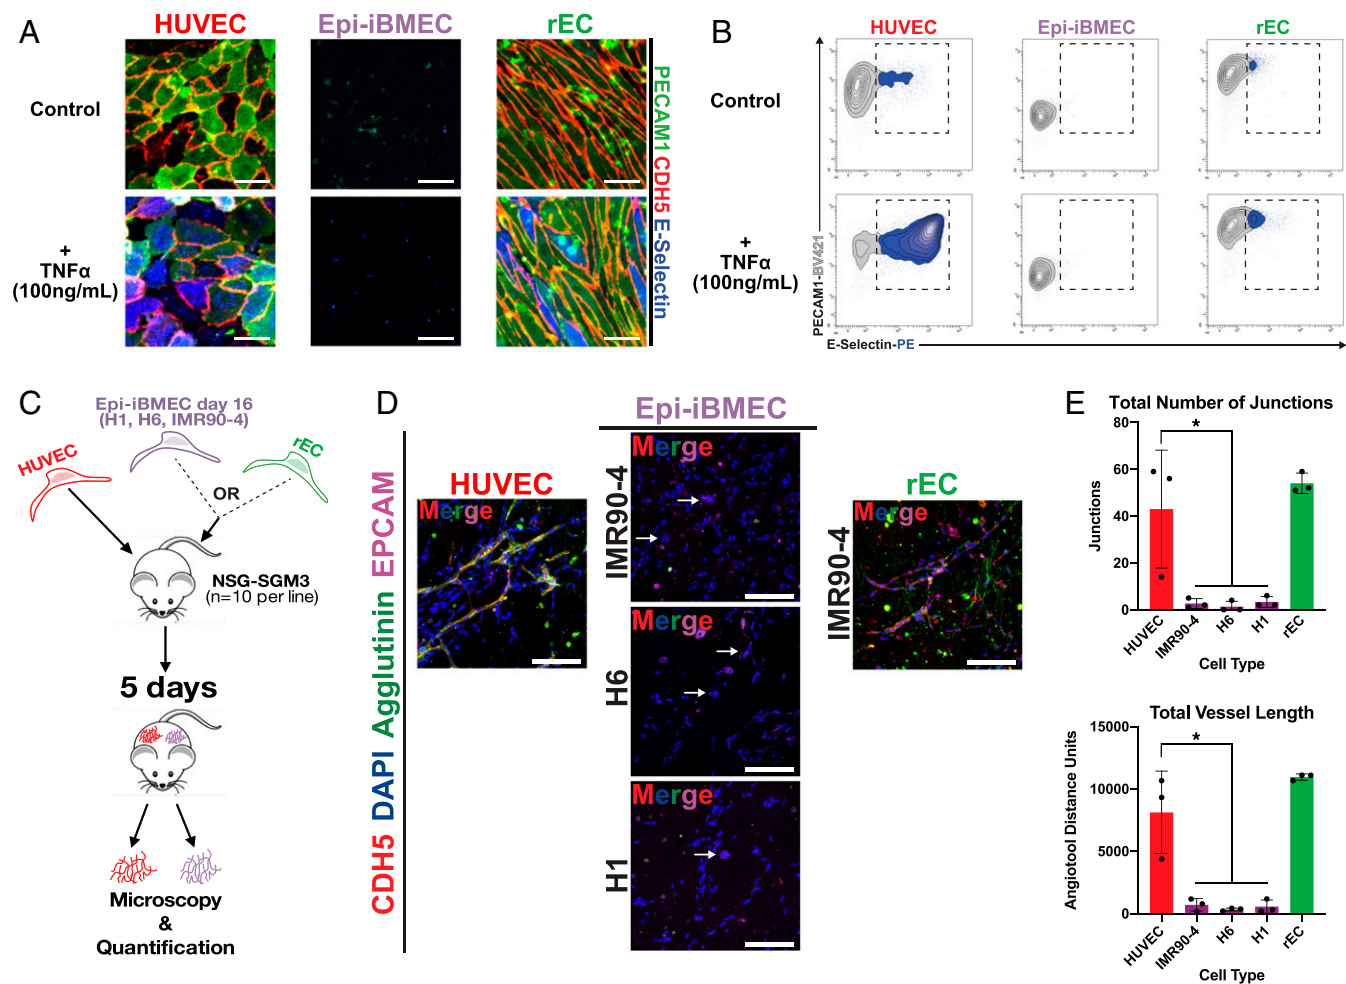 A
HUVEC
Epi-iBMEC
rEC
Control
+
TNFα
(100ng/mL)
PECAM1 CDH5 E-Selectin
B
HUVEC
Epi-iBMEC
rEC
Control
+
TNFα
(100ng/mL)
PECAM1-BV421
E-Selectin-PE
C
Epi-iBMEC day 16
(H1, H6, IMR90-4)
HUVEC
rEC
OR
NSG-SGM3
(n=10 per line)
5 days
Microscopy
&
Quantification
D
CDH5 DAPI Agglutinin EPCAM
HUVEC
Merge
Epi-iBMEC
IMR90-4
Merge
H6
Merge
H1
Merge
rEC
IMR90-4
Merge
E
Total Number of Junctions
Junctions
80
60
40
20
0
*
HUVEC
IMR90-4
H6
H1
rEC
Cell Type
Total Vessel Length
Angiotool Distance Units
15000
10000
5000
0
*
HUVEC
IMR90-4
H6
H1
rEC
Cell Type